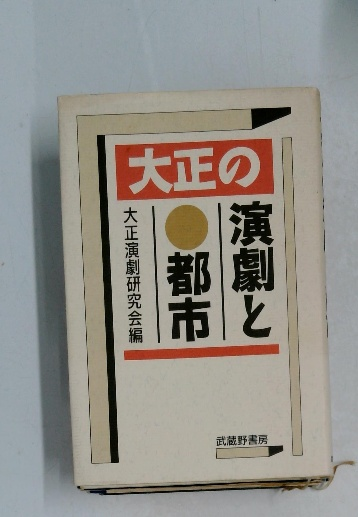 大正の
演劇と
都市
大正演劇研究会編
武蔵野書房